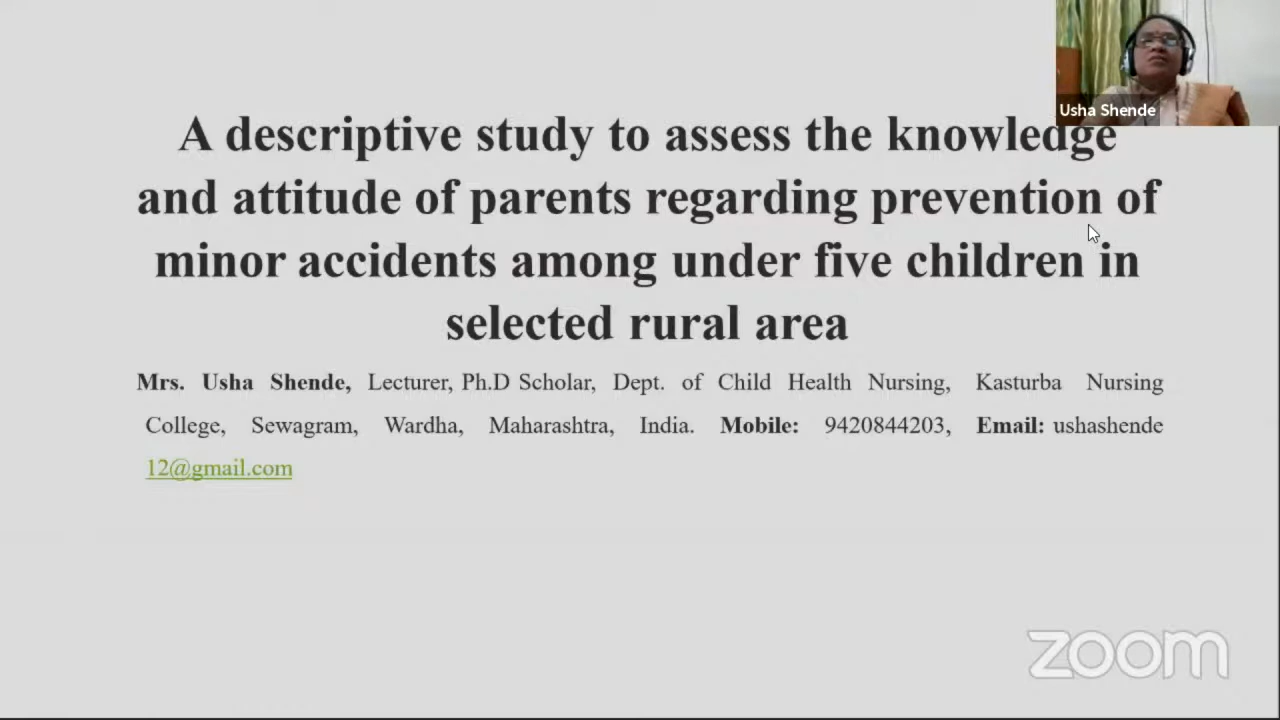 Usha Shende
A descriptive study to assess the knowledge
and attitude of parents regarding prevention of
minor accidents among under five children in
selected rural area
Mrs. Usha Shende, Lecturer, Ph.D Scholar, Dept. of Child Health Nursing, Kasturba Nursing
College, Sewagram, Wardha, Maharashtra, India. Mobile: 9420844203, Email: ushashende
12@gmail.com
zoom